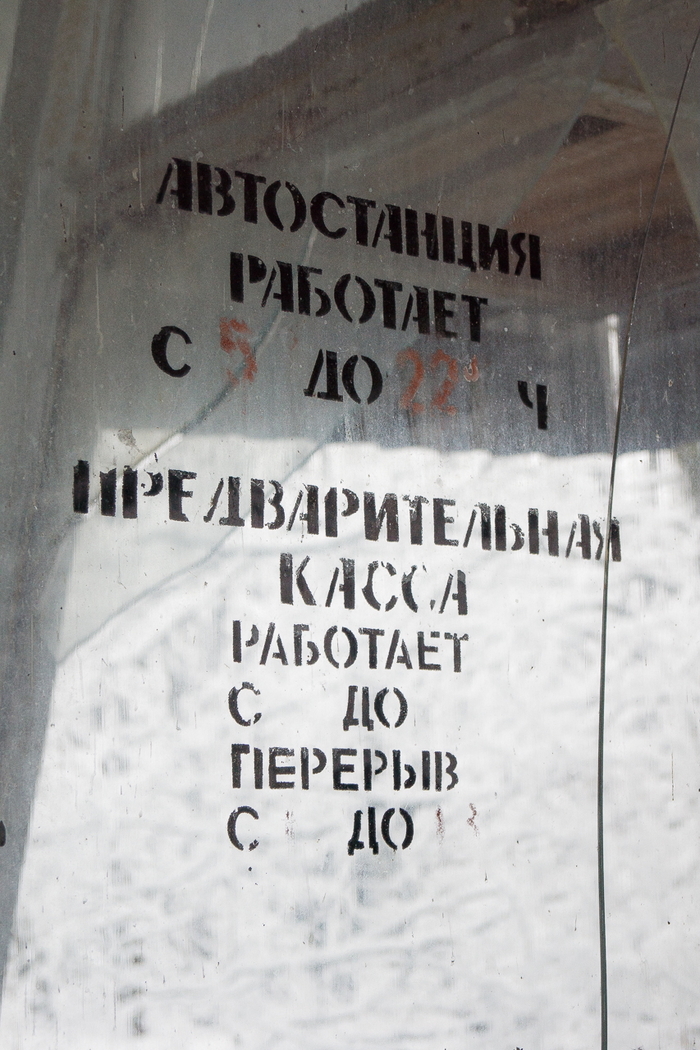 АВТОСТАНЦИЯ
РАБОТАЕТ
С 5 ДО 22 Ч
ПРЕДВАРИТЕЛЬНАЯ
КАССА
РАБОТАЕТ
С ДО
ПЕРЕРЫВ
С ДО